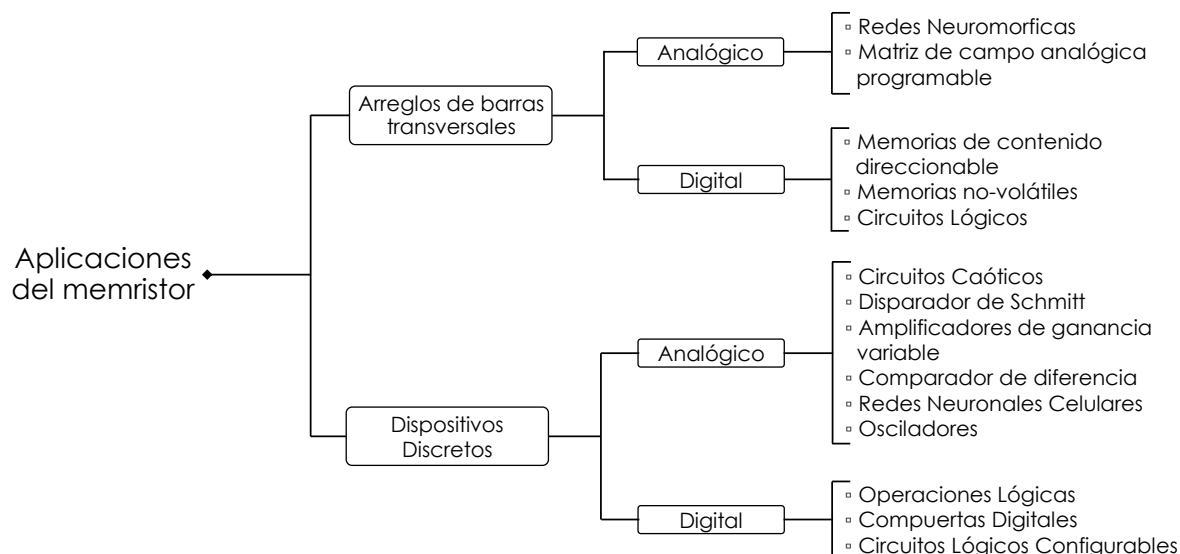 Aplicaciones
del memristor
Arreglos de barras
transversales
Analógico
▫ Redes Neuromorficas
▫ Matriz de campo analógica
programable
Digital
▫ Memorias de contenido
direccionable
▫ Memorias no-volátiles
▫ Circuitos Lógicos
Dispositivos
Discretos
Analógico
▫ Circuitos Caóticos
▫ Disparador de Schmitt
▫ Amplificadores de ganancia
variable
▫ Comparador de diferencia
▫ Redes Neuronales Celulares
▫ Osciladores
Digital
▫ Operaciones Lógicas
▫ Compuertas Digitales
▫ Circuitos Lógicos Configurables